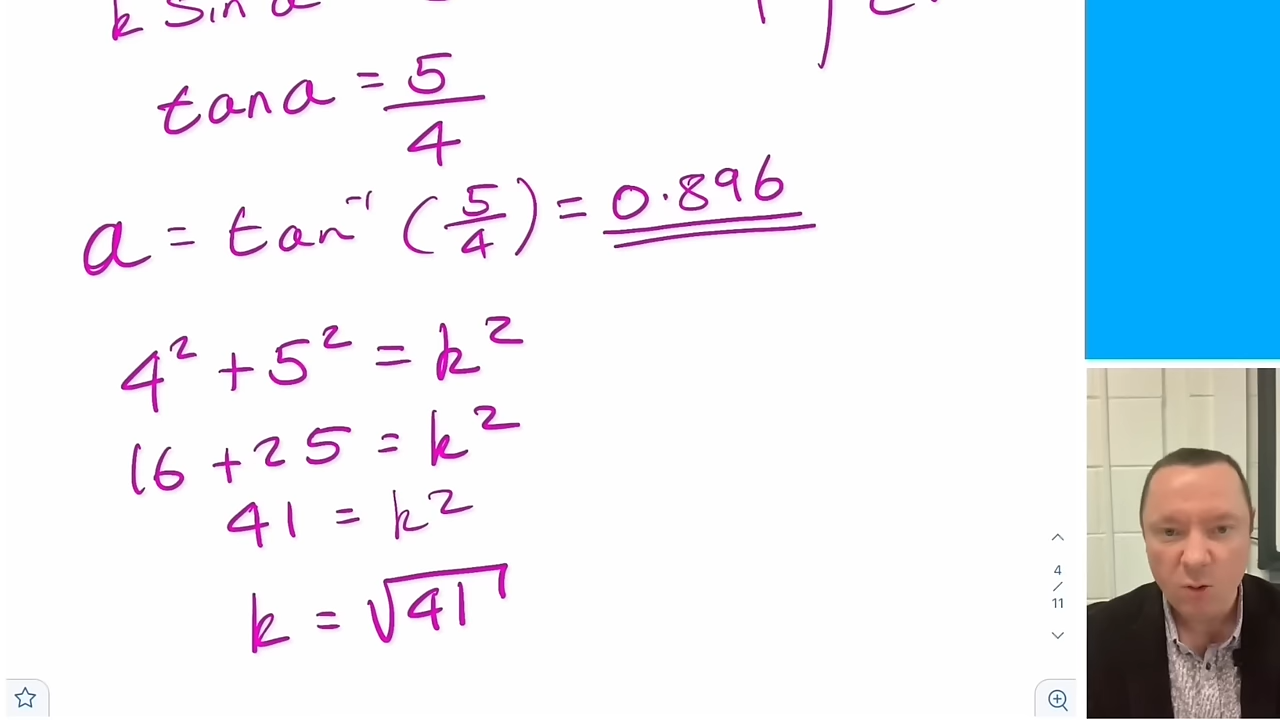 k sin a
tan a = 5/4
a = tan⁻¹ (5/4) = 0.896
4² + 5² = k²
16 + 25 = k²
41 = k²
k = √41
4
/
11